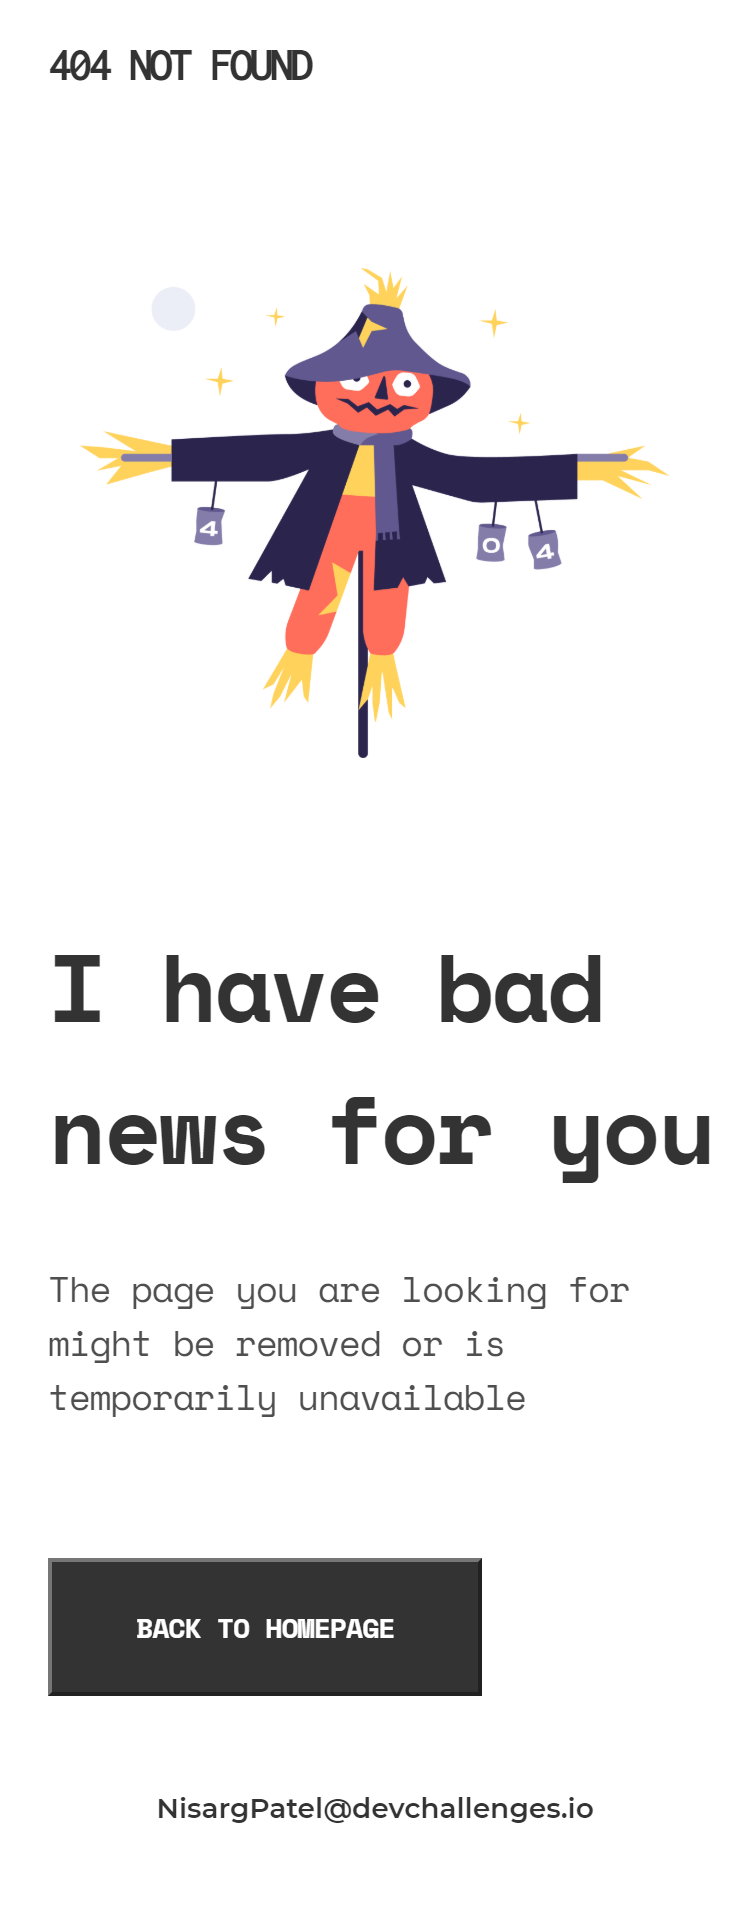 404 NOT FOUND
4
0
4
I have bad
news for you
The page you are looking for
might be removed or is
temporarily unavailable
BACK TO HOMEPAGE
NisargPatel@devchallenges.io